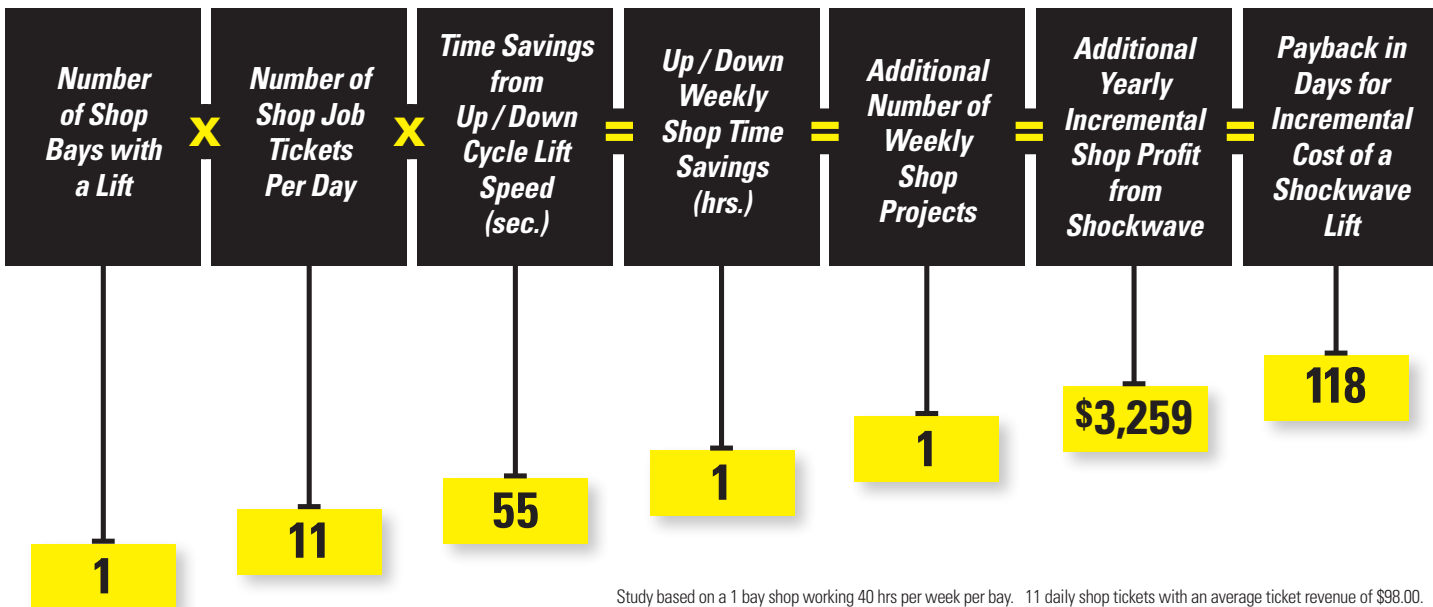 Number
of Shop
Bays with
a Lift
x
Number of
Shop Job
Tickets
Per Day
x
Time Savings
from
Up / Down
Cycle Lift
Speed
(sec.)
=
Up / Down
Weekly
Shop Time
Savings
(hrs.)
=
Additional
Number of
Weekly
Shop
Projects
=
Additional
Yearly
Incremental
Shop Profit
from
Shockwave
=
Payback in
Days for
Incremental
Cost of a
Shockwave
Lift
1
11
55
1
1
$3,259
118
Study based on a 1 bay shop working 40 hrs per week per bay. 11 daily shop tickets with an average ticket revenue of $98.00.